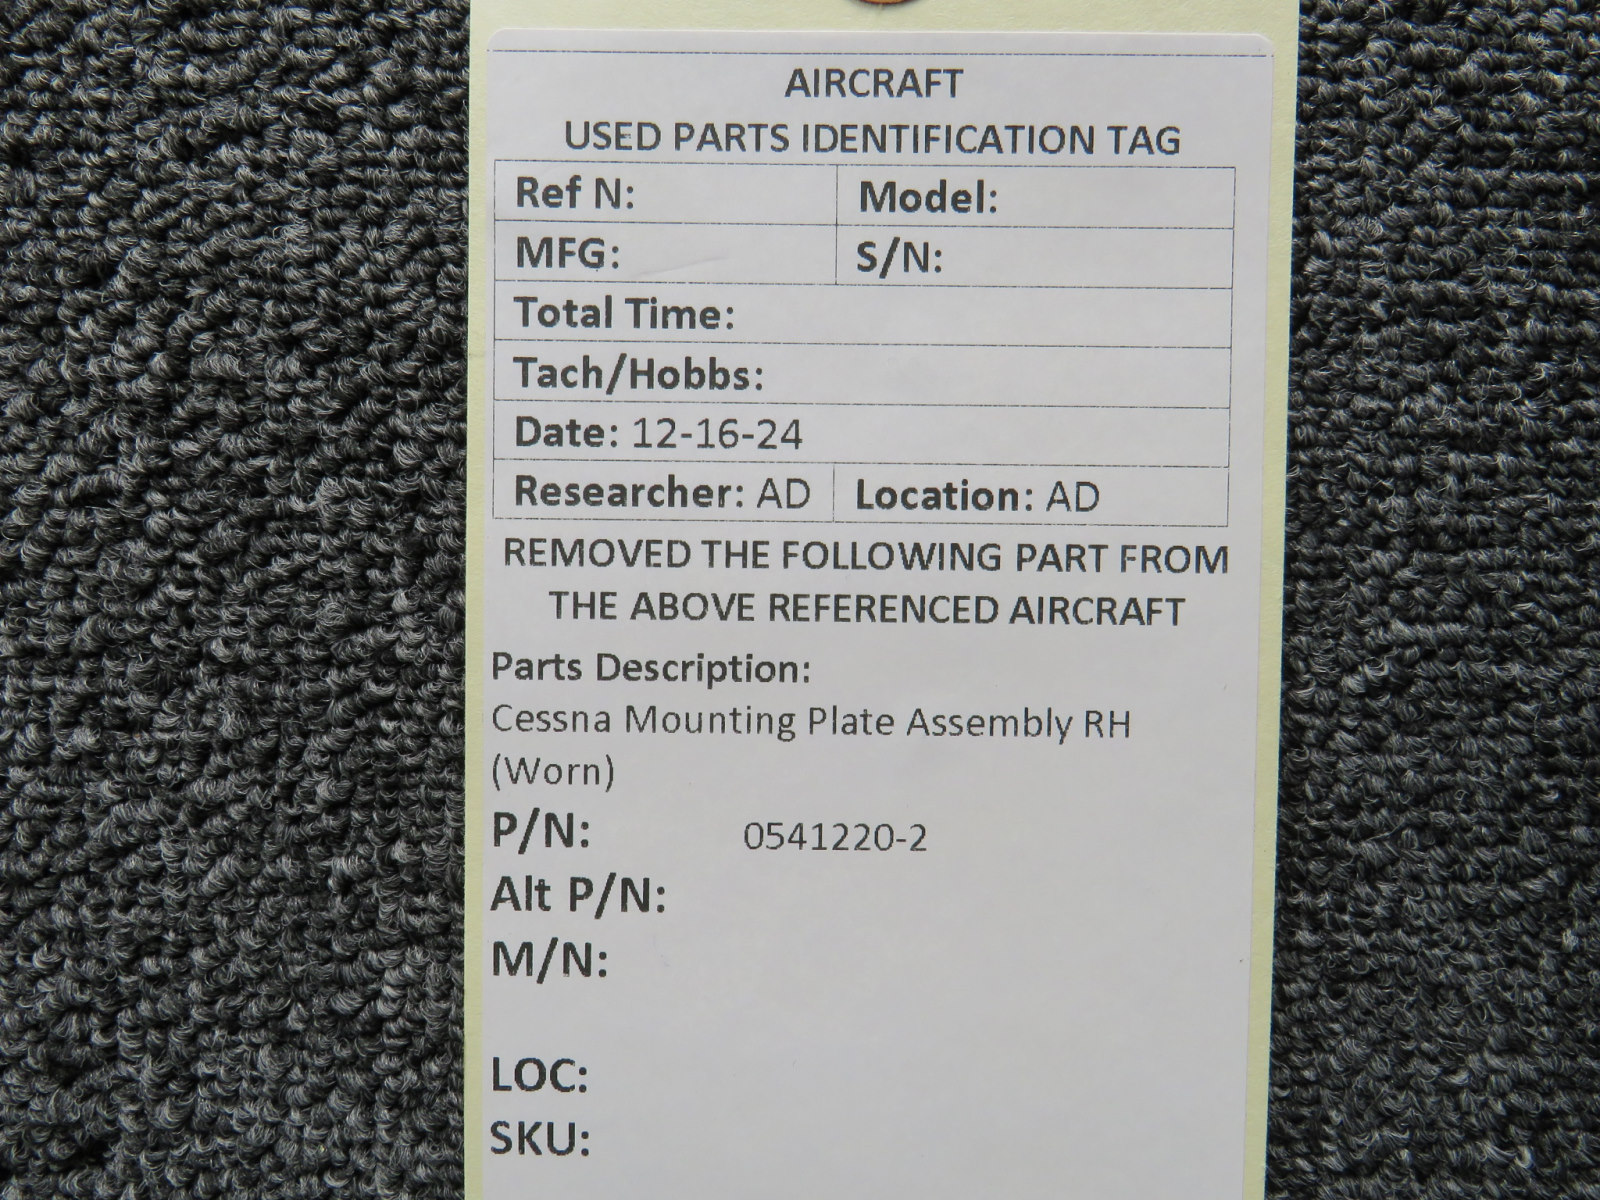 AIRCRAFT
USED PARTS IDENTIFICATION TAG
Ref N: Model:
MFG: S/N:
Total Time:
Tach/Hobbs:
Date: 12-16-24
Researcher: AD Location: AD
REMOVED THE FOLLOWING PART FROM
THE ABOVE REFERENCED AIRCRAFT
Parts Description:
Cessna Mounting Plate Assembly RH
(Worn)
P/N: 0541220-2
Alt P/N:
M/N:
LOC:
SKU: